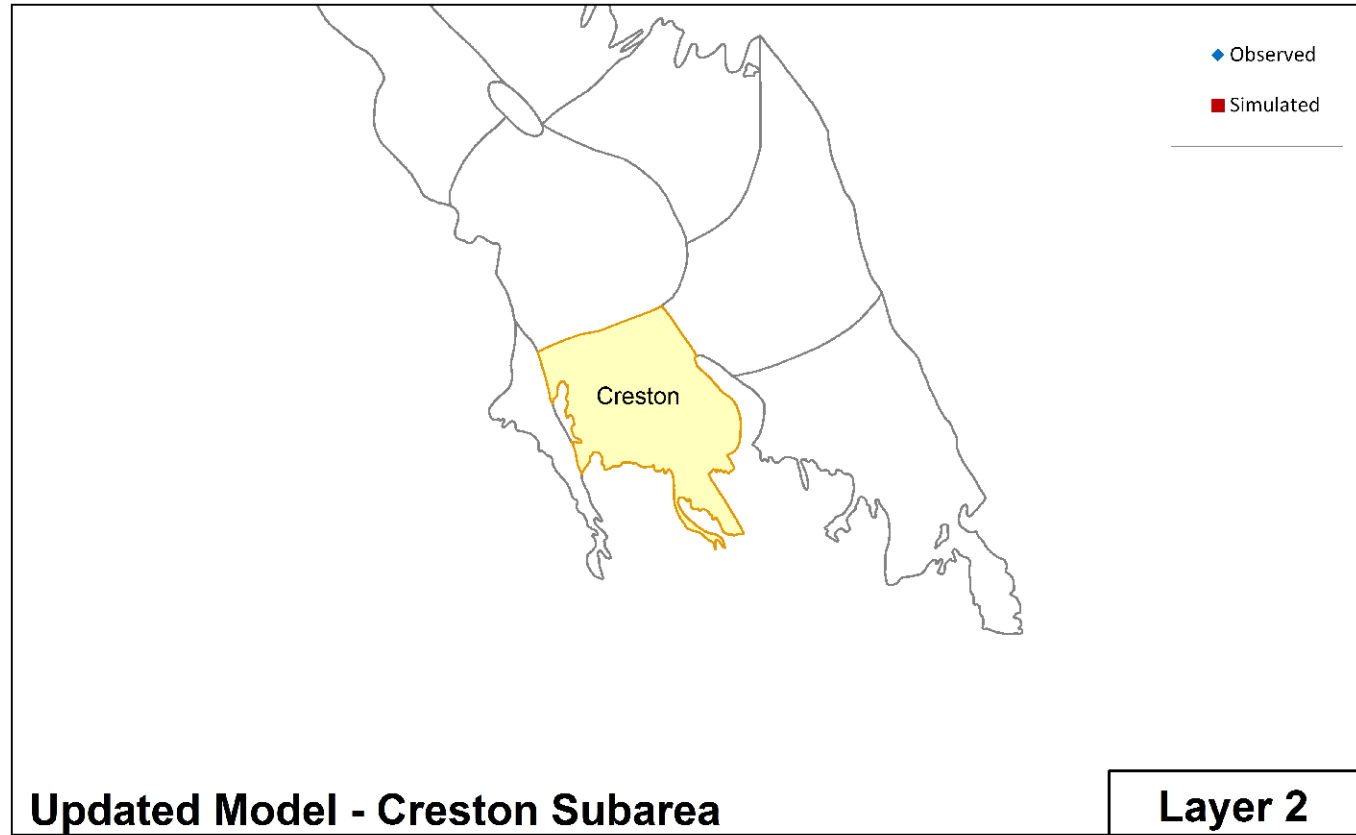 Observed
Simulated
Creston
Updated Model - Creston Subarea
Layer 2